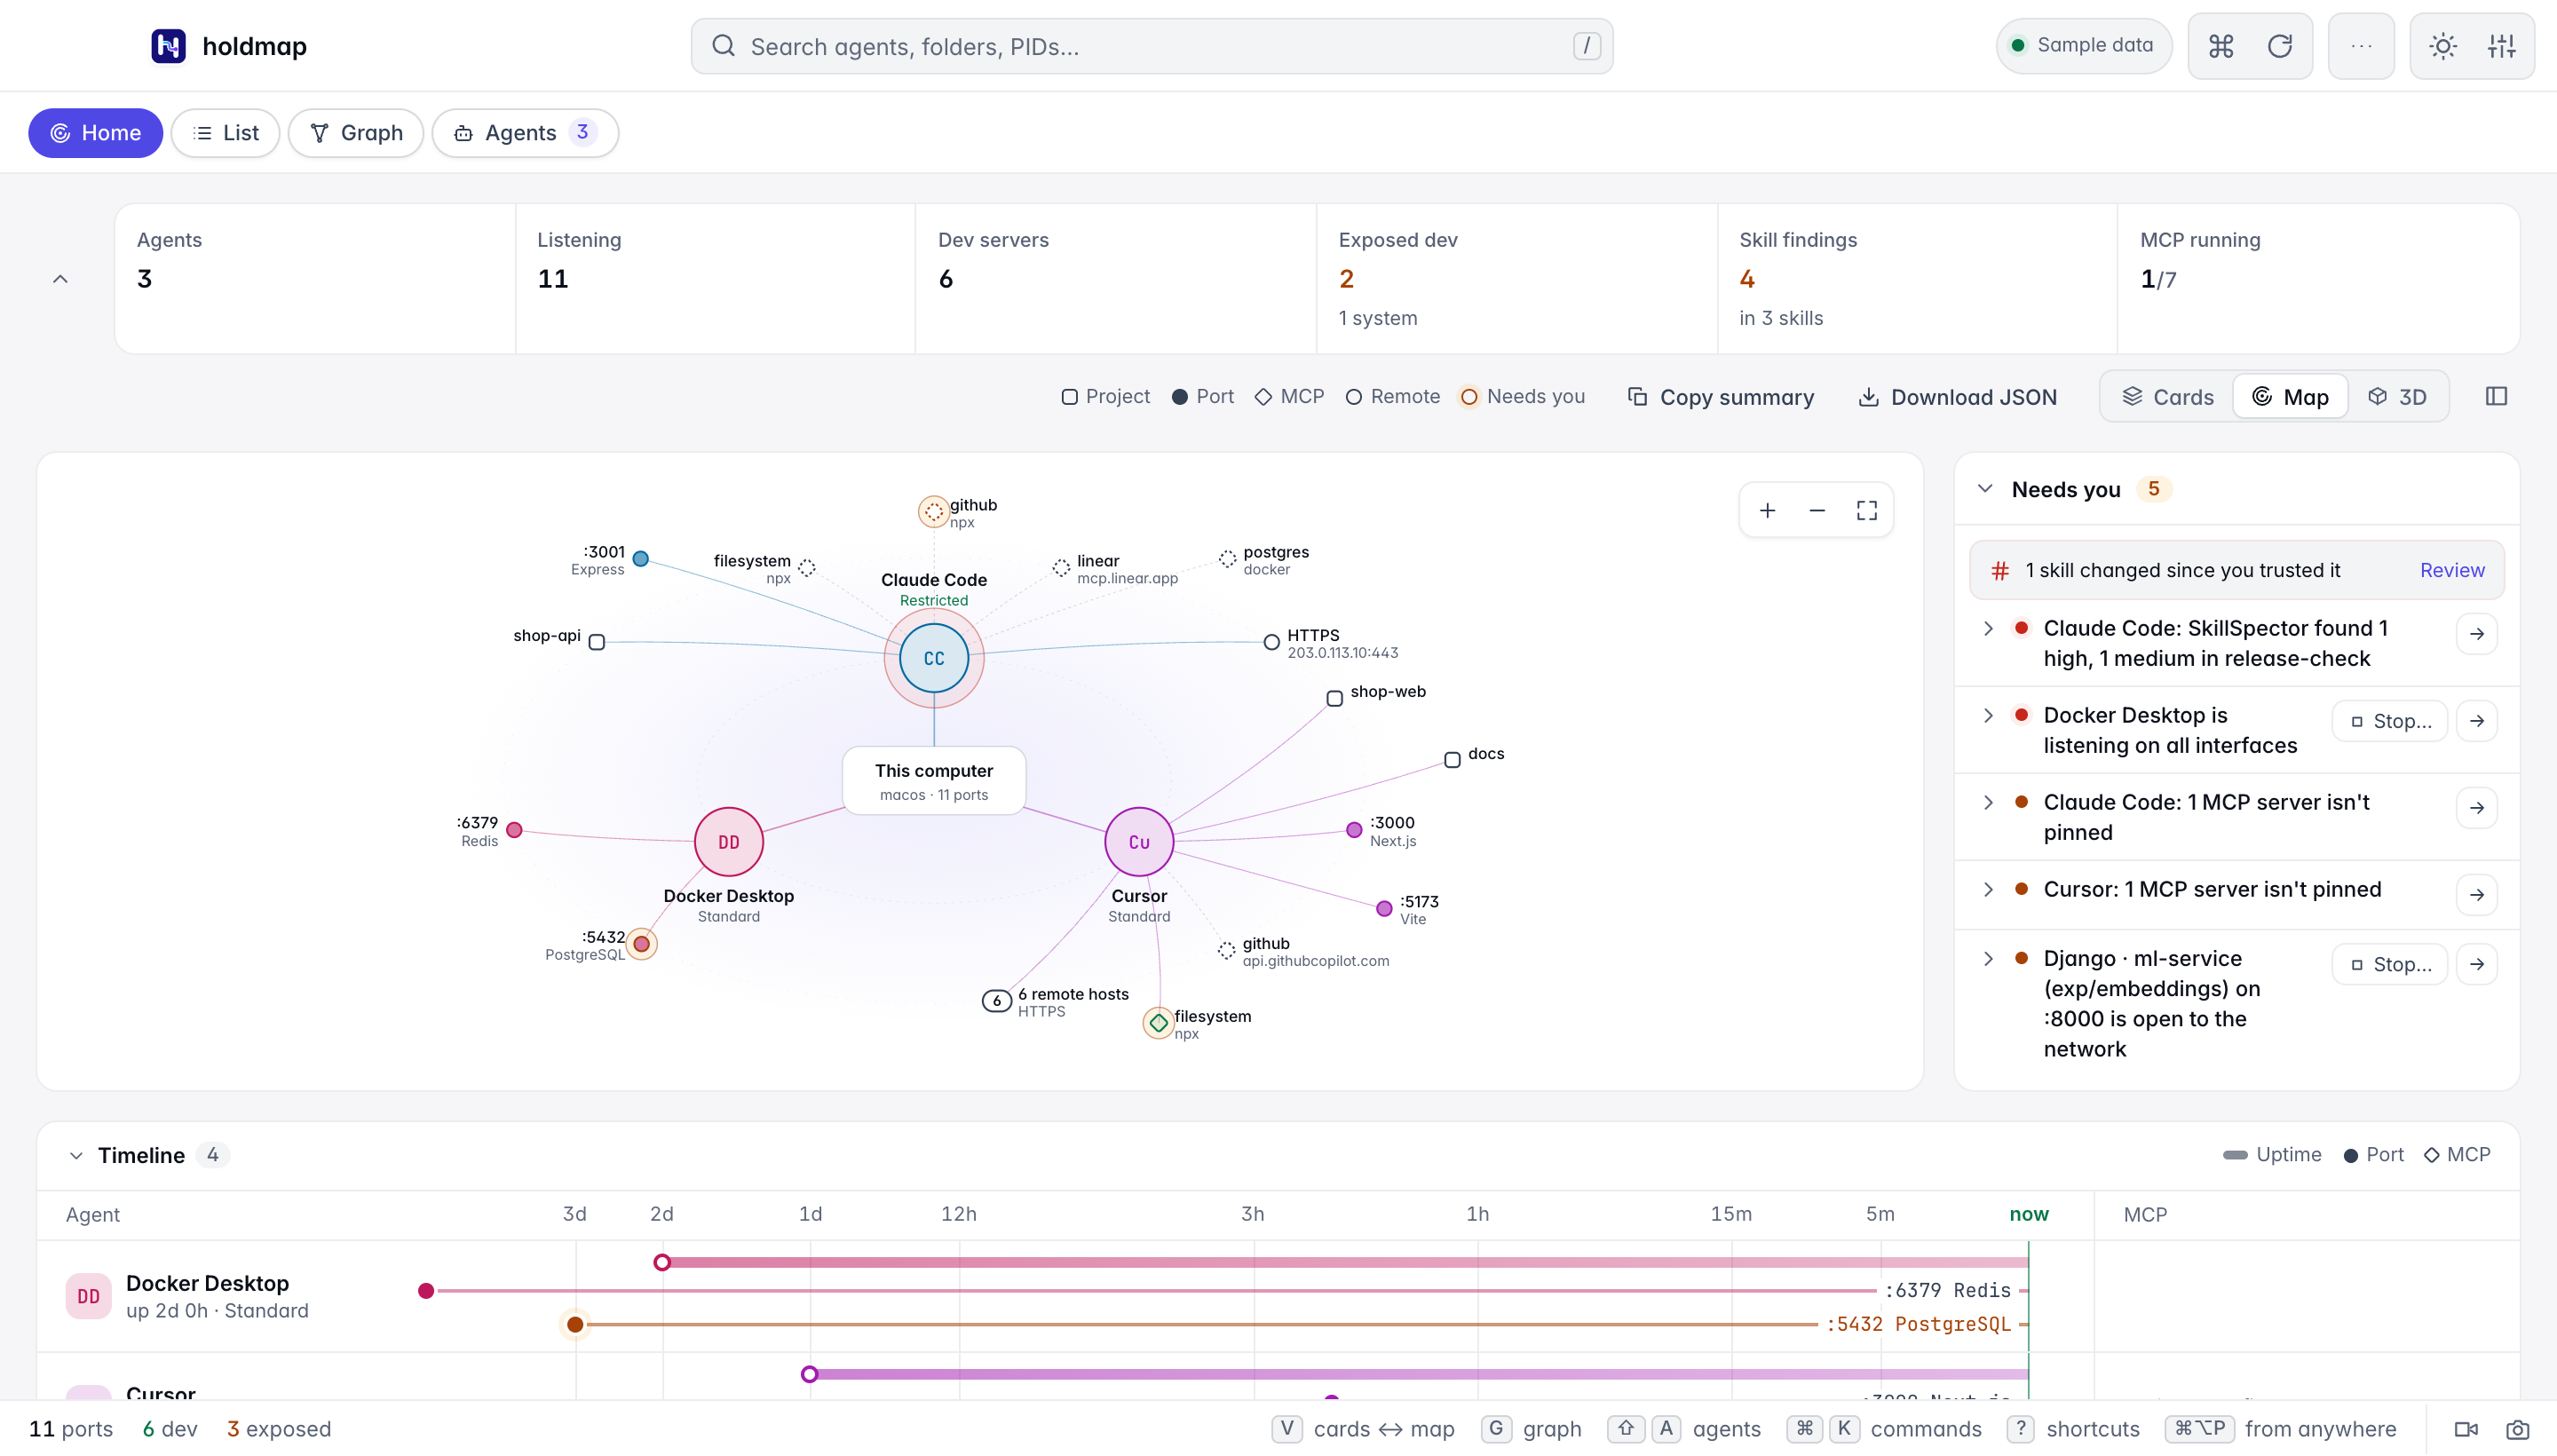 holdmap
Search agents, folders, PIDs...
/
Sample data
Home
List
Graph
Agents 3
Agents
3
Listening
11
Dev servers
6
Exposed dev
2
1 system
Skill findings
4
in 3 skills
MCP running
1/7
Project
Port
MCP
Remote
Needs you
Copy summary
Download JSON
Cards
Map
3D
github
npx
:3001
Express
filesystem
npx
Claude Code
Restricted
linear
mcp.linear.app
postgres
docker
shop-api
CC
HTTPS
203.0.113.10:443
shop-web
docs
This computer
macos · 11 ports
:6379
Redis
DD
Docker Desktop
Standard
Cu
Cursor
Standard
:3000
Next.js
:5173
Vite
:5432
PostgreSQL
github
api.githubcopilot.com
6
6 remote hosts
HTTPS
filesystem
npx
Needs you 5
1 skill changed since you trusted it
Review
Claude Code: SkillSpector found 1
high, 1 medium in release-check
Docker Desktop is
listening on all interfaces
Stop...
Claude Code: 1 MCP server isn't
pinned
Cursor: 1 MCP server isn't pinned
Django · ml-service
(exp/embeddings) on
:8000 is open to the
network
Stop...
Timeline 4
Uptime
Port
MCP
Agent
3d
2d
1d
12h
3h
1h
15m
5m
now
MCP
DD
Docker Desktop
up 2d 0h · Standard
:6379 Redis
:5432 PostgreSQL
Cursor
11 ports
6 dev
3 exposed
V cards ↔ map
G graph
⇧ A agents
⌘ K commands
? shortcuts
⌘⌥P from anywhere